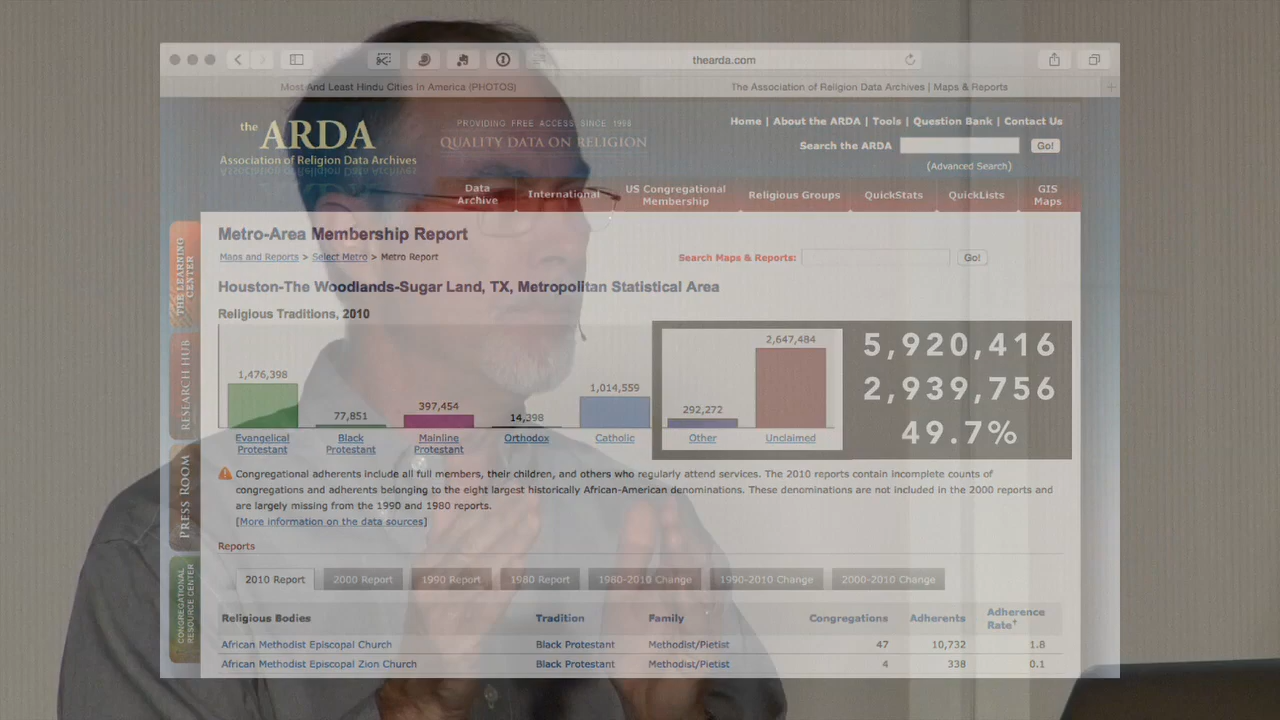 thearda.com
Most And Least Hindu Cities In America (PHOTOS)
The Association of Religion Data Archives | Maps & Reports
the ARDA
Association of Religion Data Archives
PROVIDING FREE ACCESS SINCE 1998
QUALITY DATA ON RELIGION
Home | About the ARDA | Tools | Question Bank | Contact Us
Search the ARDA Go!
(Advanced Search)
Data Archive
International
US Congregational Membership
Religious Groups
QuickStats
QuickLists
GIS Maps
THE LEARNING CENTER
RESEARCH HUB
PRESS ROOM
CONGREGATIONAL RESOURCE CENTER
Metro-Area Membership Report
Maps and Reports > Select Metro > Metro Report
Search Maps & Reports: Go!
Houston-The Woodlands-Sugar Land, TX, Metropolitan Statistical Area
Religious Traditions, 2010
1,476,398
77,851
397,454
14,398
1,014,559
292,272
2,647,484
Evangelical Protestant
Black Protestant
Mainline Protestant
Orthodox
Catholic
Other
Unclaimed
5,920,416
2,939,756
49.7%
Congregational adherents include all full members, their children, and others who regularly attend services. The 2010 reports contain incomplete counts of
congregations and adherents belonging to the eight largest historically African-American denominations. These denominations are not included in the 2000 reports and
are largely missing from the 1990 and 1980 reports.
[More information on the data sources]
Reports
2010 Report 2000 Report 1990 Report 1980 Report 1980-2010 Change 1990-2010 Change 2000-2010 Change
Religious Bodies Tradition Family Congregations Adherents Adherence Rate†
African Methodist Episcopal Church Black Protestant Methodist/Pietist 47 10,732 1.8
African Methodist Episcopal Zion Church Black Protestant Methodist/Pietist 4 338 0.1